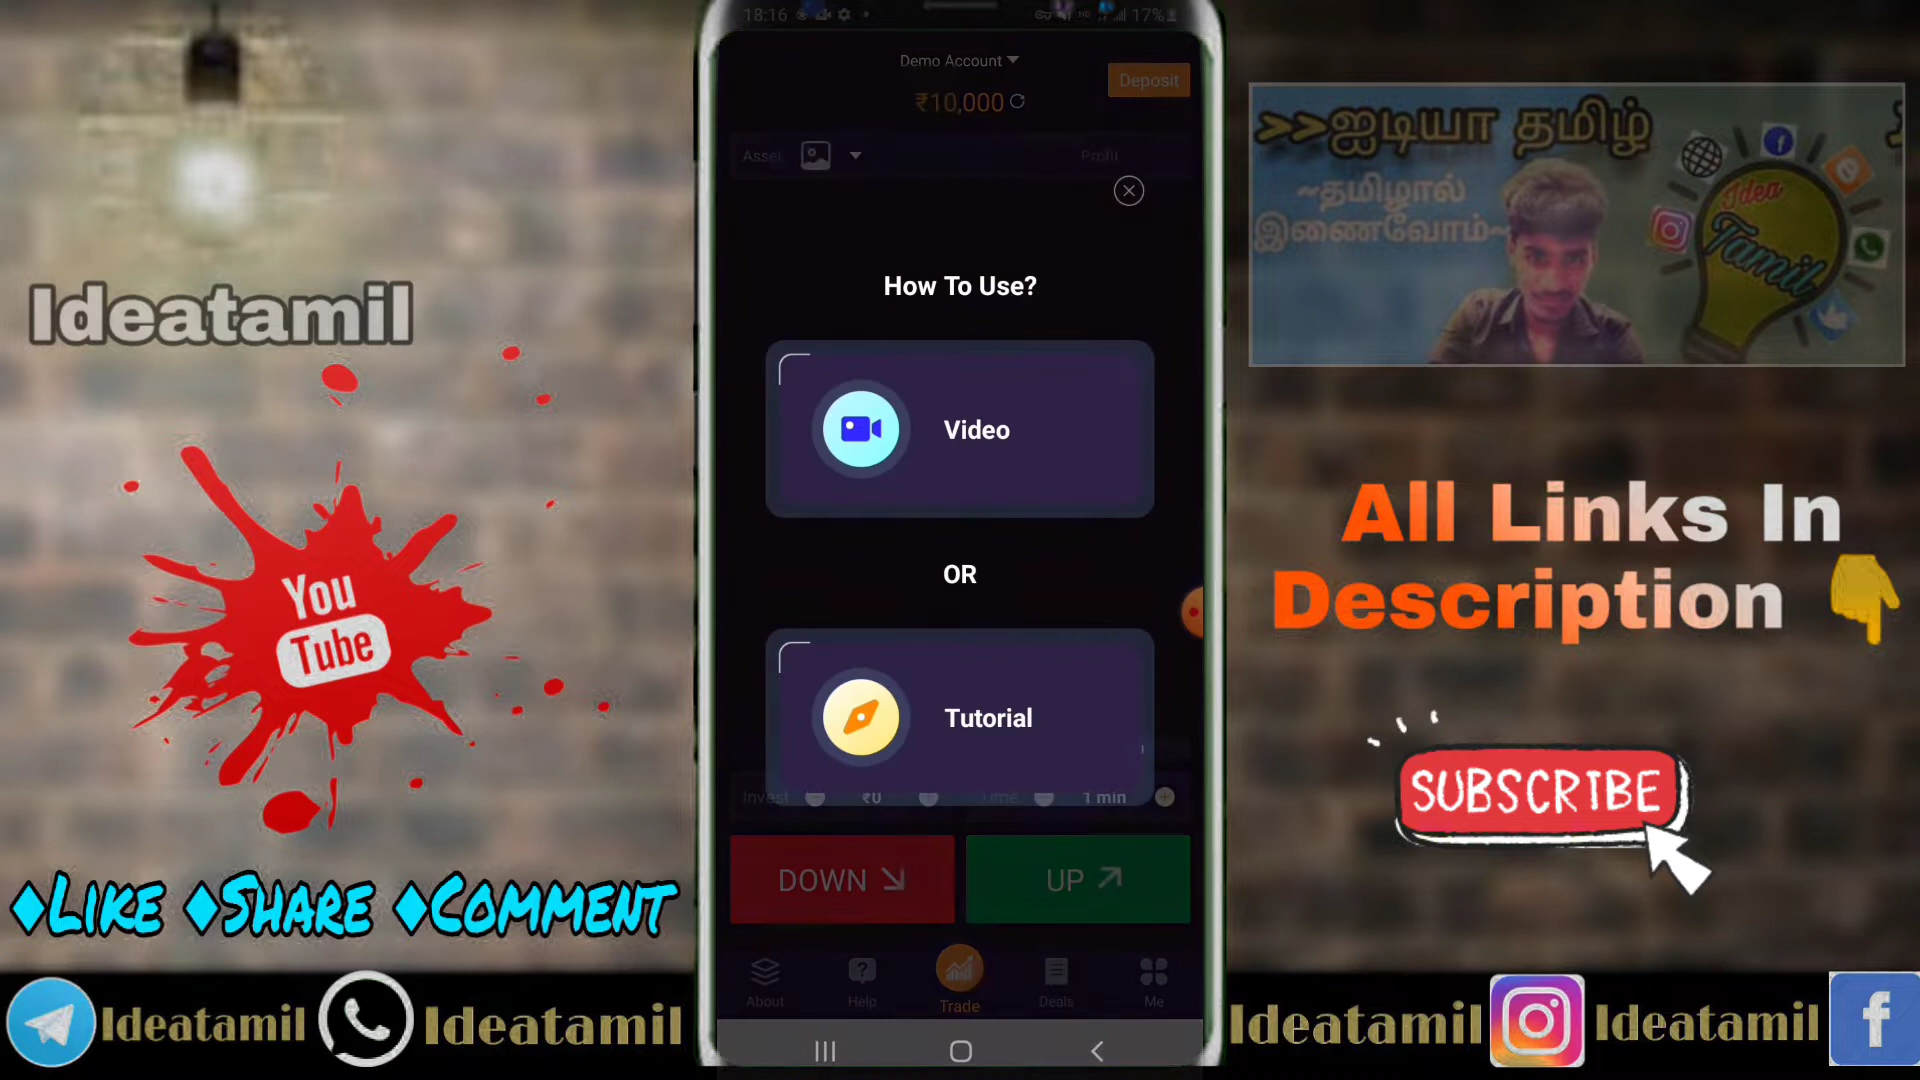 18:16
HD
17%
Demo Account
₹10,000
Deposit
Asset
Profit
How To Use?
Video
OR
Tutorial
Invest ₹0 Time 1 min
DOWN UP
About Help Trade Deals Me
Ideatamil
You
Tube
♦LIKE ♦SHARE ♦COMMENT
>>ஐடியா தமிழ்
~தமிழால்
இணைவோம்~
Idea
Tamil
All Links In
Description 👇
SUBSCRIBE
Ideatamil Ideatamil Ideatamil Ideatamil